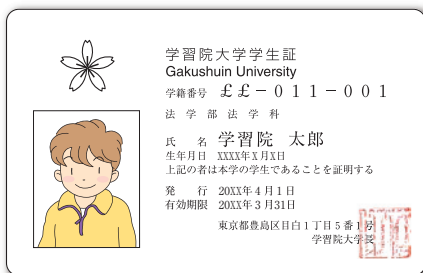 学習院大学学生証
Gakushuin University
学籍番号 ££－011－001
法学部法学科
氏名 学習院 太郎
生年月日 XXXX年X月X日
上記の者は本学の学生であることを証明する
発行 20XX年4月1日
有効期限 20XX年3月31日
東京都豊島区目白1丁目5番1号
学習院大学長